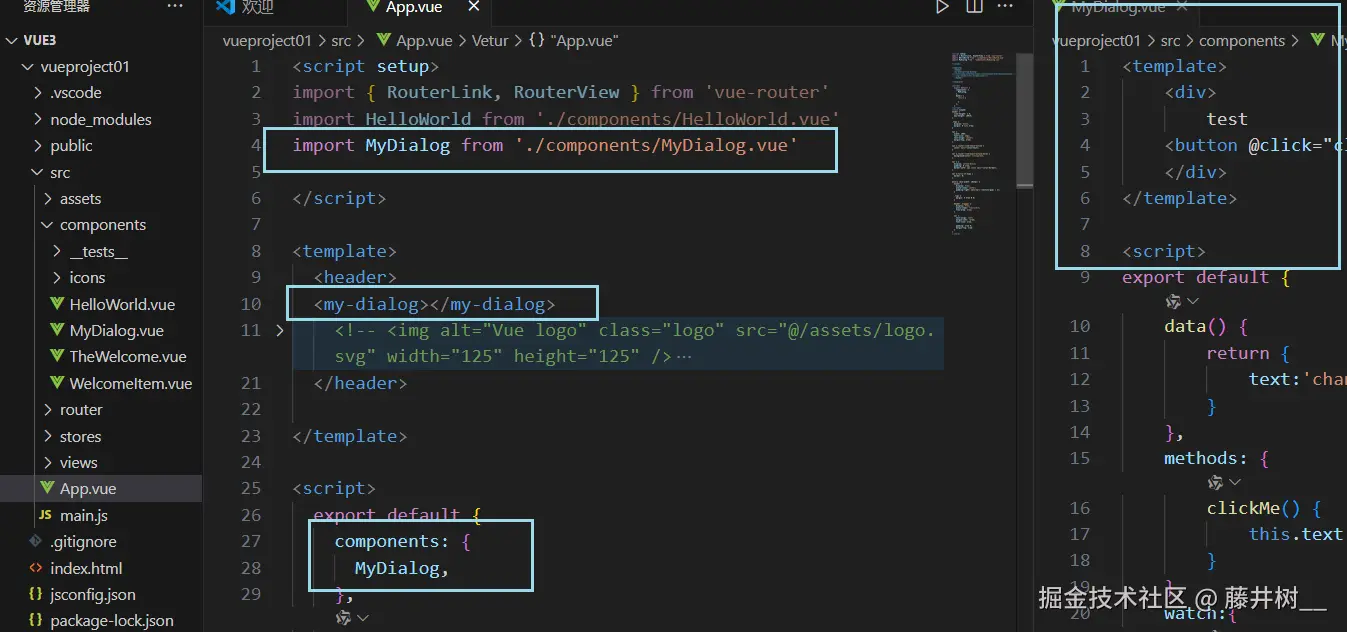 资源管理器 ···
VUE3
vueproject01
.vscode
node_modules
public
src
assets
components
__tests__
icons
HelloWorld.vue
MyDialog.vue
TheWelcome.vue
WelcomeItem.vue
router
stores
views
App.vue
JS main.js
.gitignore
<> index.html
{} jsconfig.json
{} package-lock.json
欢迎
App.vue ×
···
vueproject01 > src > App.vue > Vetur > {} "App.vue"
1 <script setup>
2 import { RouterLink, RouterView } from 'vue-router'
3 import HelloWorld from './components/HelloWorld.vue'
4 import MyDialog from './components/MyDialog.vue'
5
6 </script>
7
8 <template>
9 <header>
10 <my-dialog></my-dialog>
11 <!-- <img alt="Vue logo" class="logo" src="@/assets/logo.
svg" width="125" height="125" />···
21 </header>
22
23 </template>
24
25 <script>
26 export default {
27 components: {
28 MyDialog,
29 },
MyDialog.vue ×
vueproject01 > src > components >
1 <template>
2 <div>
3 test
4 <button @click="
5 </div>
6 </template>
7
8 <script>
9 export default {
10 data() {
11 return {
12 text:'
13 }
14 },
15 methods: {
16 clickMe() {
17 this.text
18 }
19 }
20 watch:{
掘金技术社区 @ 藤井树__